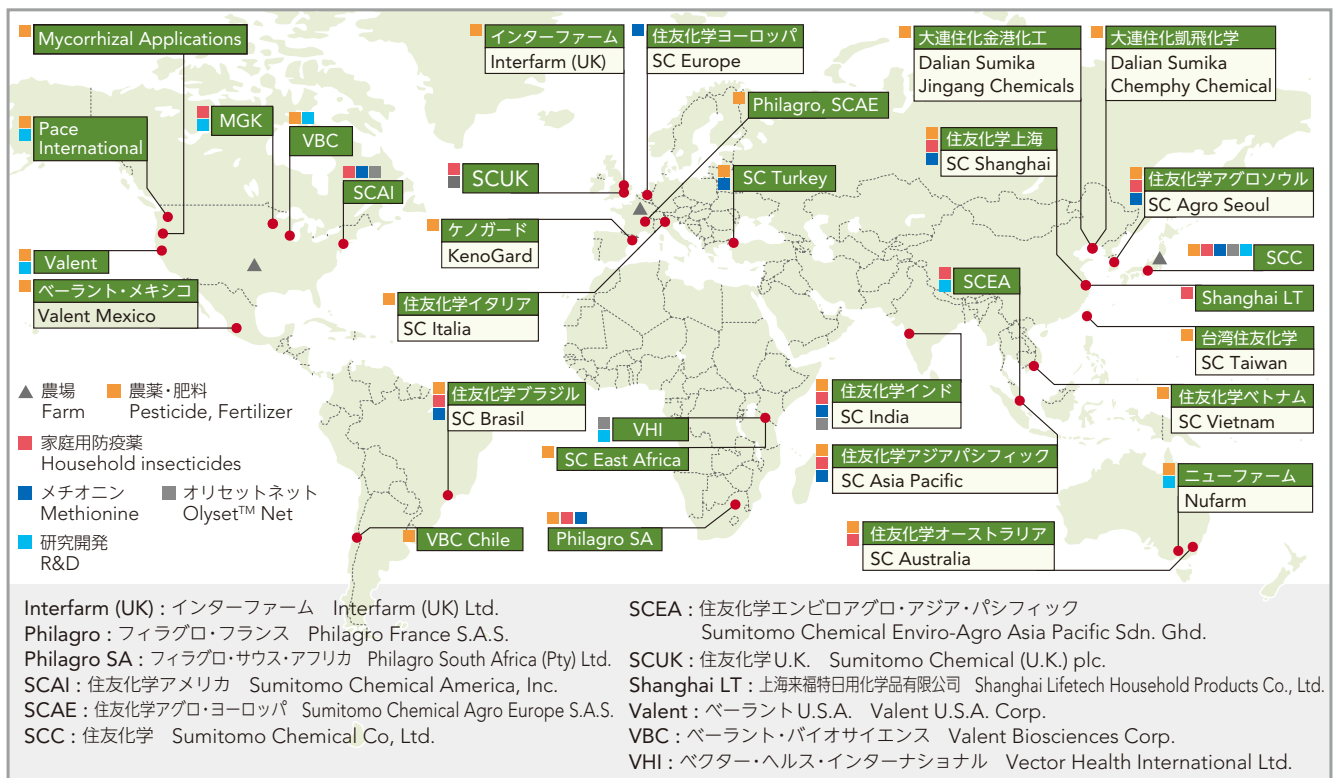 Mycorrhizal Applications
インターファーム
Interfarm (UK)
住友化学ヨーロッパ
SC Europe
大連住化金港化工
Dalian Sumika
Jingang Chemicals
大連住化凱飛化学
Dalian Sumika
Chemphy Chemical
Philagro, SCAE
Pace
International
MGK
VBC
SCAI
SCUK
SC Turkey
住友化学上海
SC Shanghai
住友化学アグロソウル
SC Agro Seoul
ケノガード
KenoGard
Valent
SCC
ベーラント・メキシコ
Valent Mexico
住友化学イタリア
SC Italia
SCEA
Shanghai LT
台湾住友化学
SC Taiwan
農場
Farm
農薬・肥料
Pesticide, Fertilizer
家庭用防疫薬
Household insecticides
メチオニン
Methionine
オリセットネット
Olyset™ Net
研究開発
R&D
住友化学ブラジル
SC Brasil
VHI
SC East Africa
住友化学インド
SC India
住友化学ベトナム
SC Vietnam
住友化学アジアパシフィック
SC Asia Pacific
ニューファーム
Nufarm
VBC Chile
Philagro SA
住友化学オーストラリア
SC Australia
Interfarm (UK) : インターファーム Interfarm (UK) Ltd.
Philagro : フィラグロ・フランス Philagro France S.A.S.
Philagro SA : フィラグロ・サウス・アフリカ Philagro South Africa (Pty) Ltd.
SCAI : 住友化学アメリカ Sumitomo Chemical America, Inc.
SCAE : 住友化学アグロ・ヨーロッパ Sumitomo Chemical Agro Europe S.A.S.
SCC : 住友化学 Sumitomo Chemical Co, Ltd.
SCEA : 住友化学エンビロアグロ・アジア・パシフィック
Sumitomo Chemical Enviro-Agro Asia Pacific Sdn. Ghd.
SCUK : 住友化学U.K. Sumitomo Chemical (U.K.) plc.
Shanghai LT : 上海来福特日用化学品有限公司 Shanghai Lifetech Household Products Co., Ltd.
Valent : ベーラントU.S.A. Valent U.S.A. Corp.
VBC : ベーラント・バイオサイエンス Valent Biosciences Corp.
VHI : ベクター・ヘルス・インターナショナル Vector Health International Ltd.